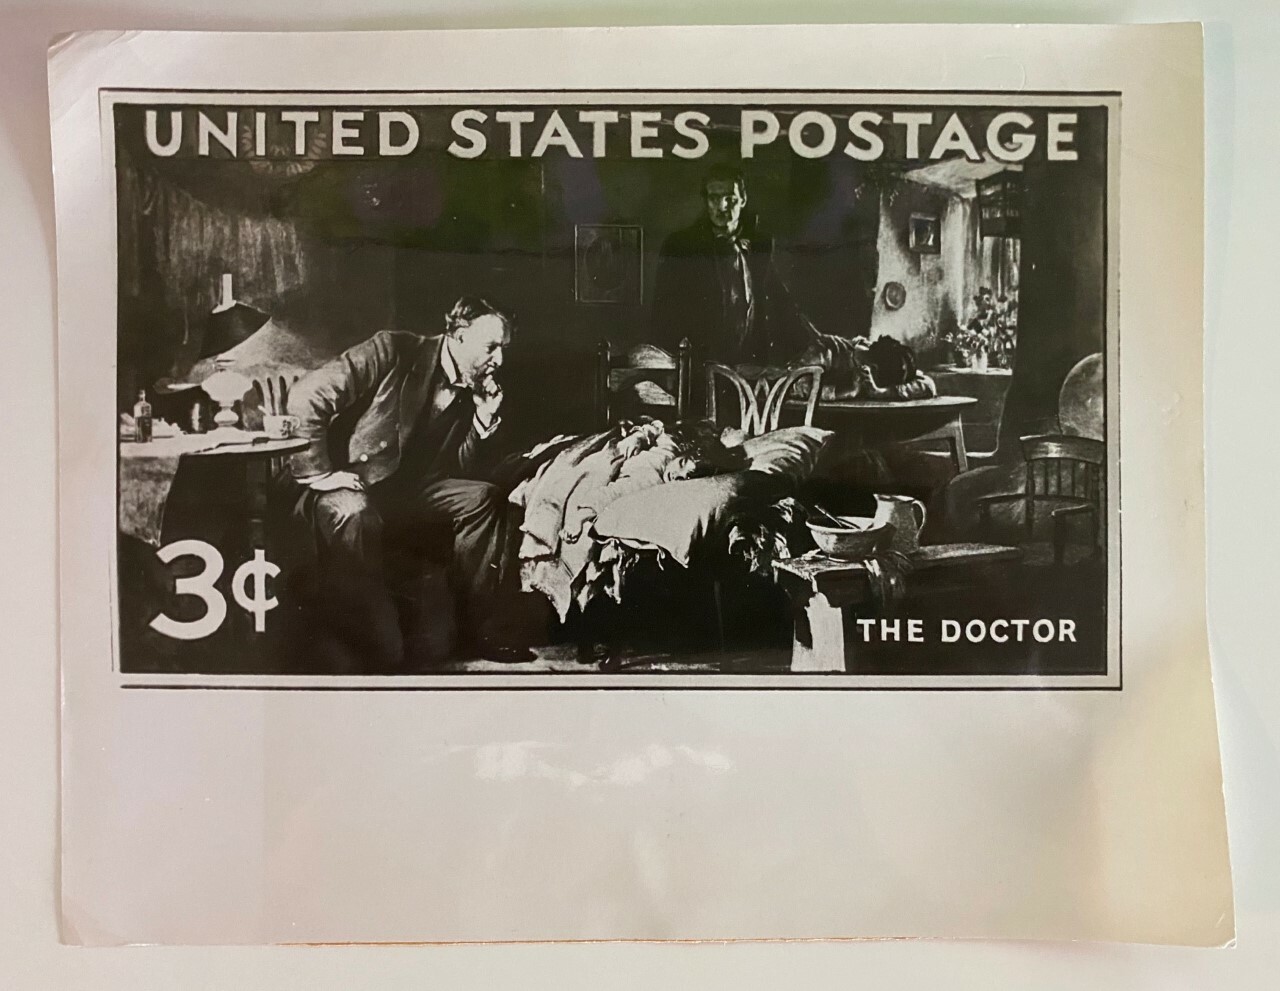 UNITED STATES POSTAGE
3¢
THE DOCTOR